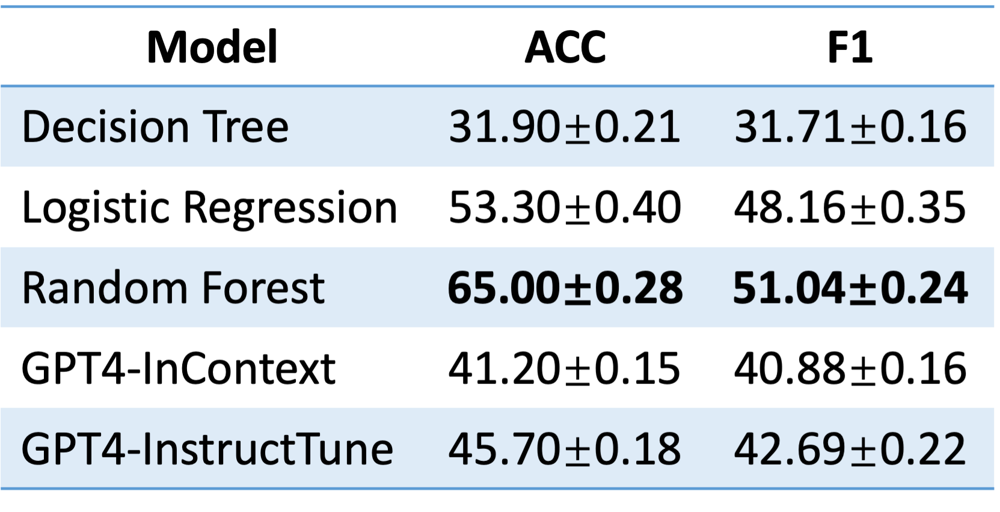 Model ACC F1
Decision Tree 31.90±0.21 31.71±0.16
Logistic Regression 53.30±0.40 48.16±0.35
Random Forest 65.00±0.28 51.04±0.24
GPT4-InContext 41.20±0.15 40.88±0.16
GPT4-InstructTune 45.70±0.18 42.69±0.22